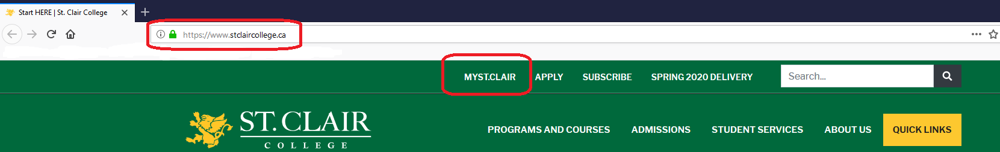 Start HERE | St. Clair College
https://www.stclaircollege.ca
MYST.CLAIR APPLY SUBSCRIBE SPRING 2020 DELIVERY Search...
ST. CLAIR
COLLEGE
PROGRAMS AND COURSES ADMISSIONS STUDENT SERVICES ABOUT US QUICK LINKS